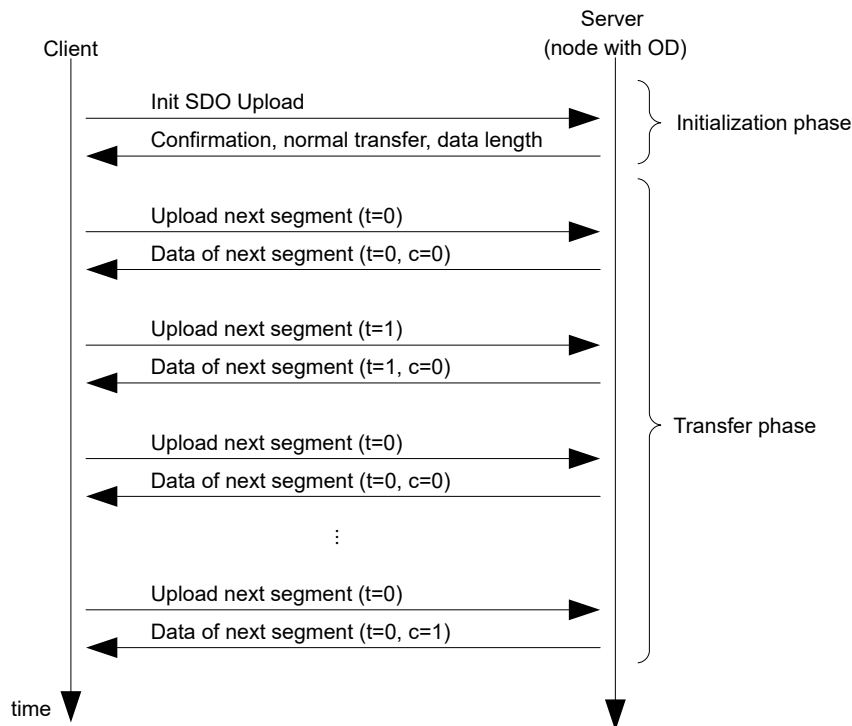 Server
(node with OD)
Client
Init SDO Upload
Confirmation, normal transfer, data length
Initialization phase
Upload next segment (t=0)
Data of next segment (t=0, c=0)
Upload next segment (t=1)
Data of next segment (t=1, c=0)
Transfer phase
Upload next segment (t=0)
Data of next segment (t=0, c=0)
...
Upload next segment (t=0)
Data of next segment (t=0, c=1)
time